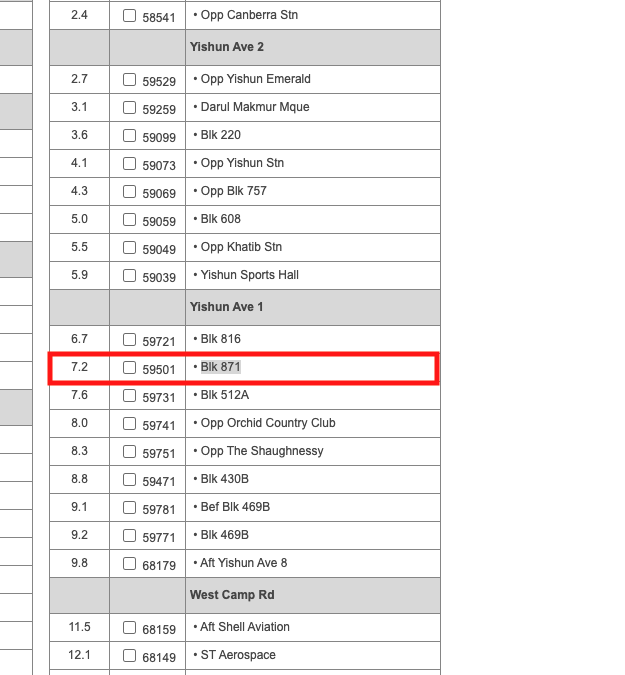 2.4 58541 • Opp Canberra Stn
Yishun Ave 2
2.7 59529 • Opp Yishun Emerald
3.1 59259 • Darul Makmur Mque
3.6 59099 • Blk 220
4.1 59073 • Opp Yishun Stn
4.3 59069 • Opp Blk 757
5.0 59059 • Blk 608
5.5 59049 • Opp Khatib Stn
5.9 59039 • Yishun Sports Hall
Yishun Ave 1
6.7 59721 • Blk 816
7.2 59501 • Blk 871
7.6 59731 • Blk 512A
8.0 59741 • Opp Orchid Country Club
8.3 59751 • Opp The Shaughnessy
8.8 59471 • Blk 430B
9.1 59781 • Bef Blk 469B
9.2 59771 • Blk 469B
9.8 68179 • Aft Yishun Ave 8
West Camp Rd
11.5 68159 • Aft Shell Aviation
12.1 68149 • ST Aerospace